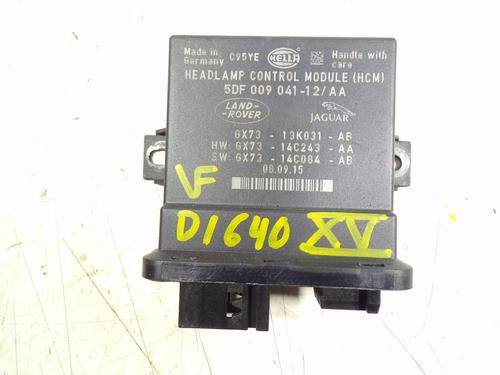 Made in Germany
C95YE
HELLA
Handle with care
HEADLAMP CONTROL MODULE (HCM)
5DF 009 041-12/AA
LAND-
ROVER
JAGUAR
GX73 - 13K031 - AB
HW: GX73 - 14C243 - AA
SW: GX73 - 14C084 - AB
08.09.15
VF
D1640 XV